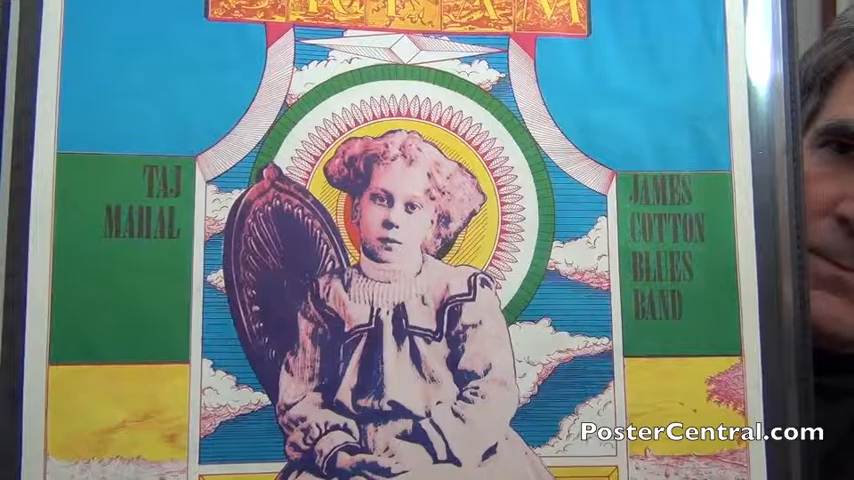 TAJ
MAHAL
JAMES
COTTON
BLUES
BAND
PosterCentral.com